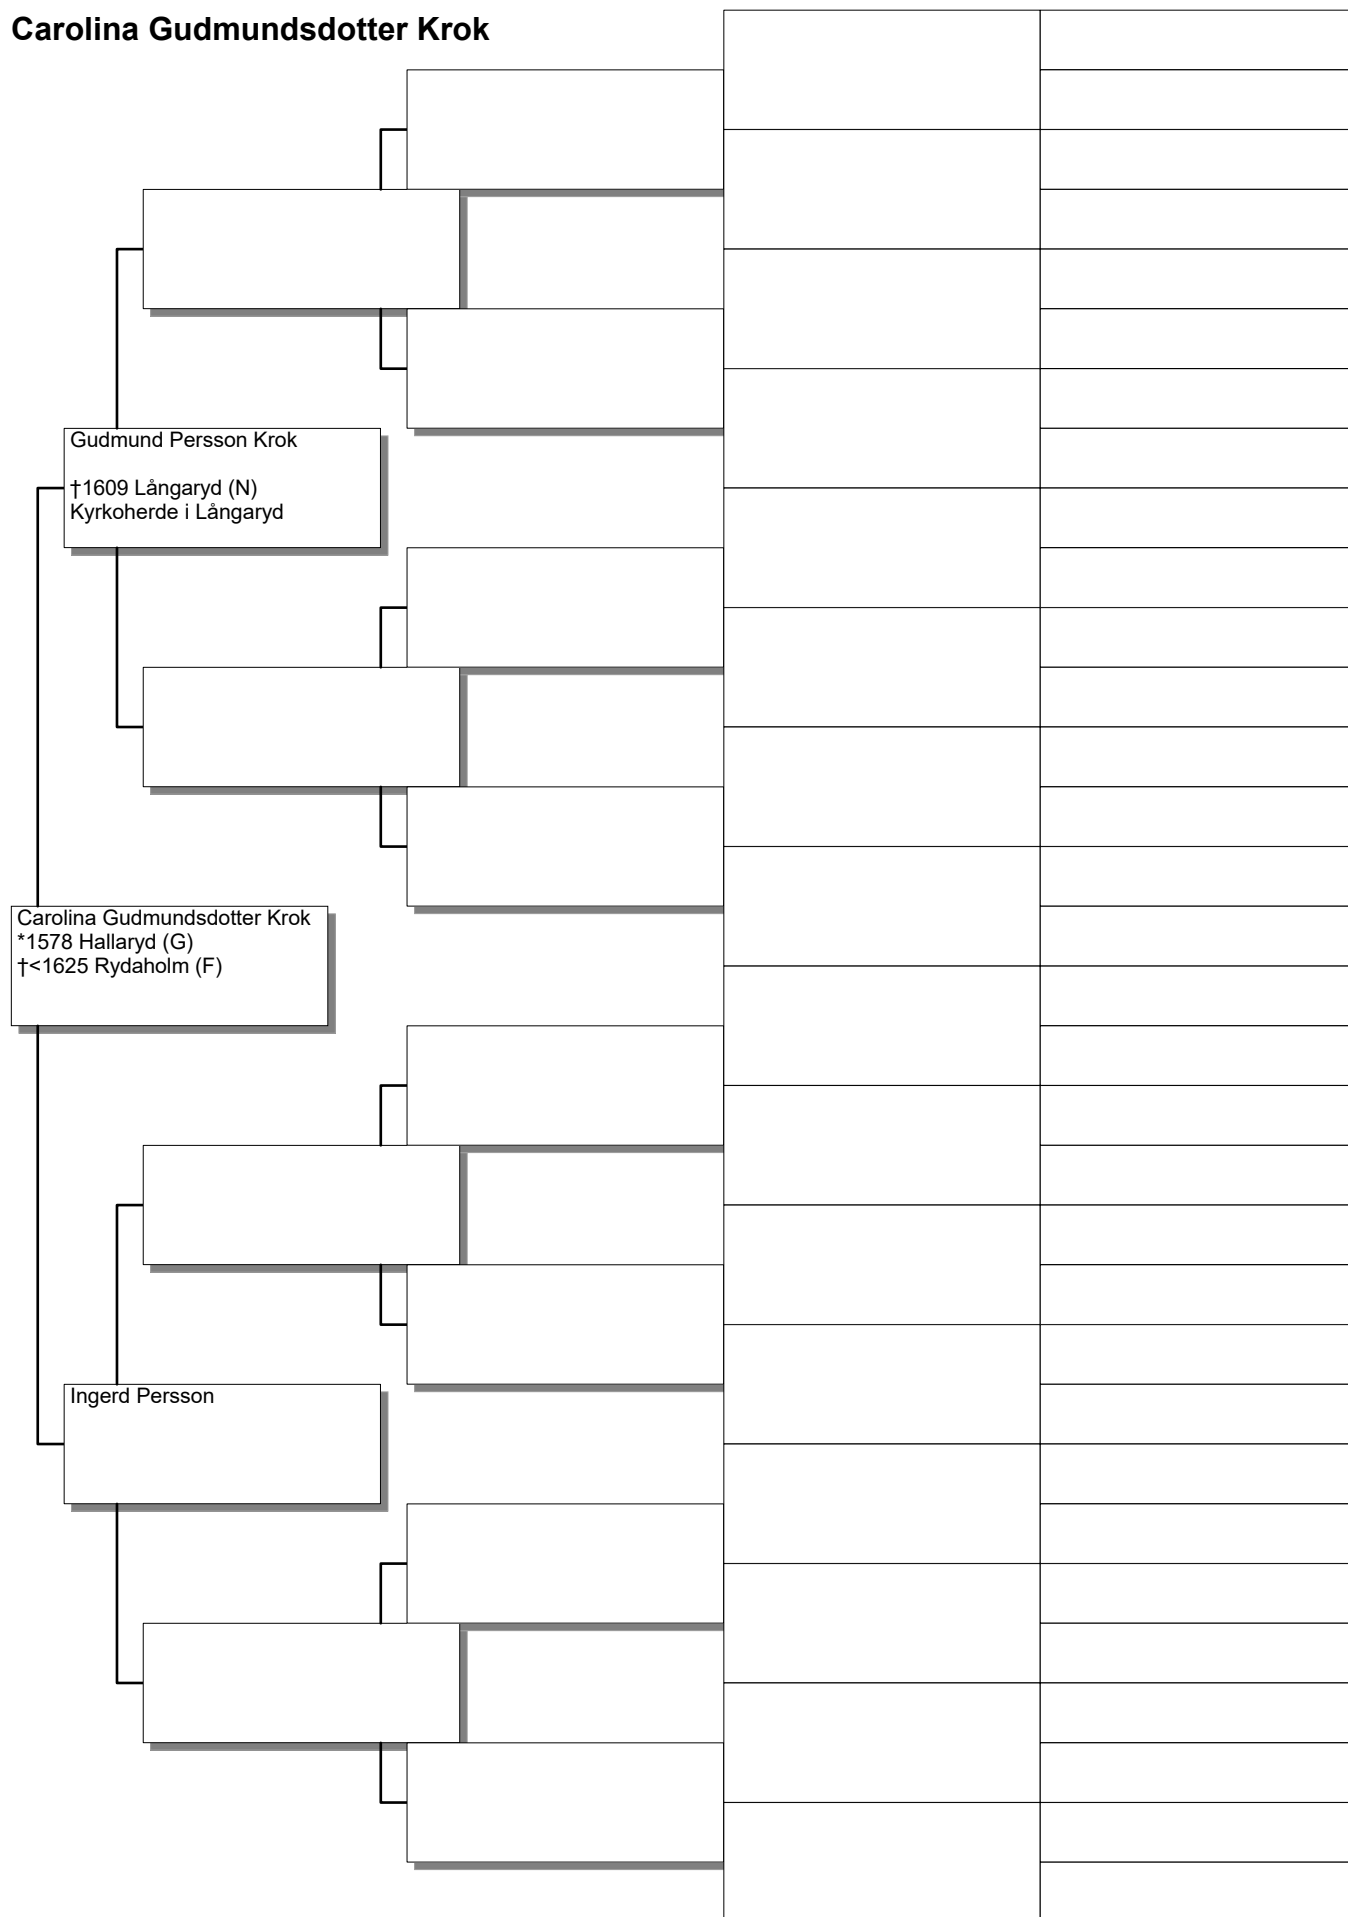 Carolina Gudmundsdotter Krok
Gudmund Persson Krok
†1609 Långaryd (N)
Kyrkoherde i Långaryd
Carolina Gudmundsdotter Krok
*1578 Hallaryd (G)
†<1625 Rydaholm (F)
Ingerd Persson